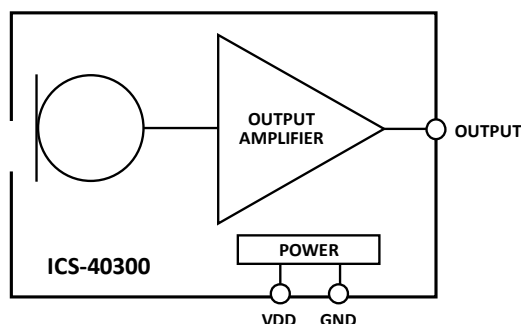 OUTPUT
AMPLIFIER
OUTPUT
POWER
ICS-40300
VDD GND